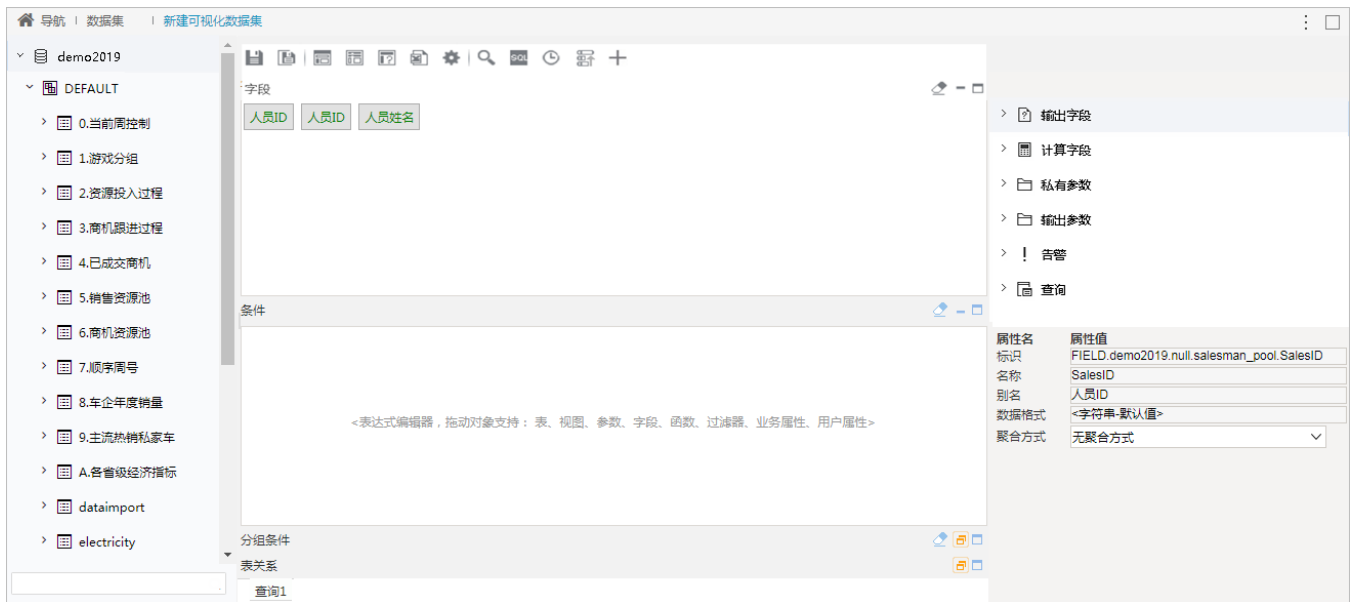 导航 数据集 新建可视化数据集
demo2019
DEFAULT
0.当前周控制
1.游戏分组
2.资源投入过程
3.商机跟进过程
4.已成交商机
5.销售资源池
6.商机资源池
7.顺序周号
8.车企年度销量
9.主流热销私家车
A.各省级经济指标
dataimport
electricity
SQL
字段
人员ID 人员ID 人员姓名
条件
<表达式编辑器，拖动对象支持：表、视图、参数、字段、函数、过滤器、业务属性、用户属性>
分组条件
表关系
查询1
输出字段
计算字段
私有参数
输出参数
告警
查询
属性名 属性值
标识 FIELD.demo2019.null.salesman_pool.SalesID
名称 SalesID
别名 人员ID
数据格式 <字符串-默认值>
聚合方式 无聚合方式